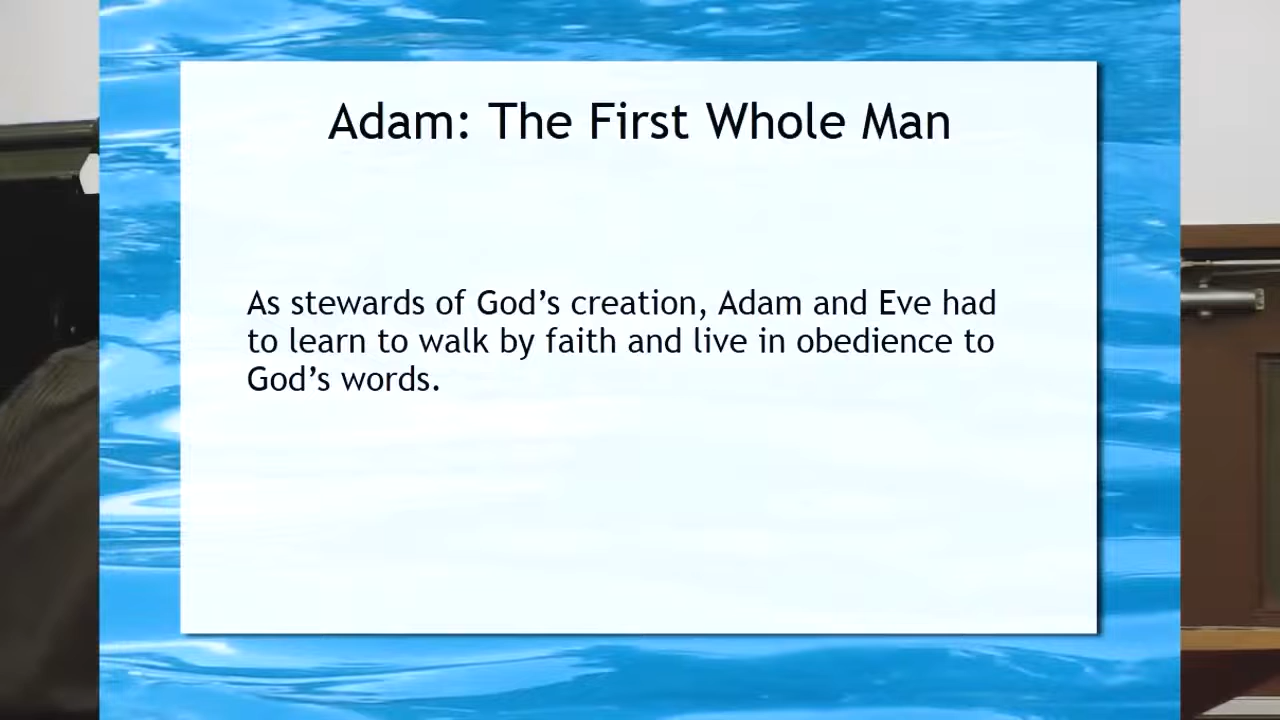 Adam: The First Whole Man
As stewards of God’s creation, Adam and Eve had
to learn to walk by faith and live in obedience to
God’s words.